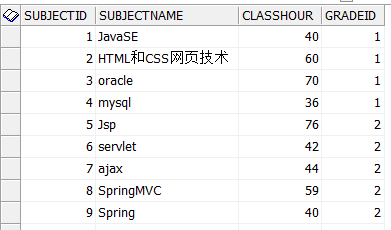 SUBJECTID SUBJECTNAME CLASSHOUR GRADEID
1 JavaSE 40 1
2 HTML和CSS网页技术 60 1
3 oracle 70 1
4 mysql 36 1
5 Jsp 76 2
6 servlet 42 2
7 ajax 44 2
8 SpringMVC 59 2
9 Spring 40 2